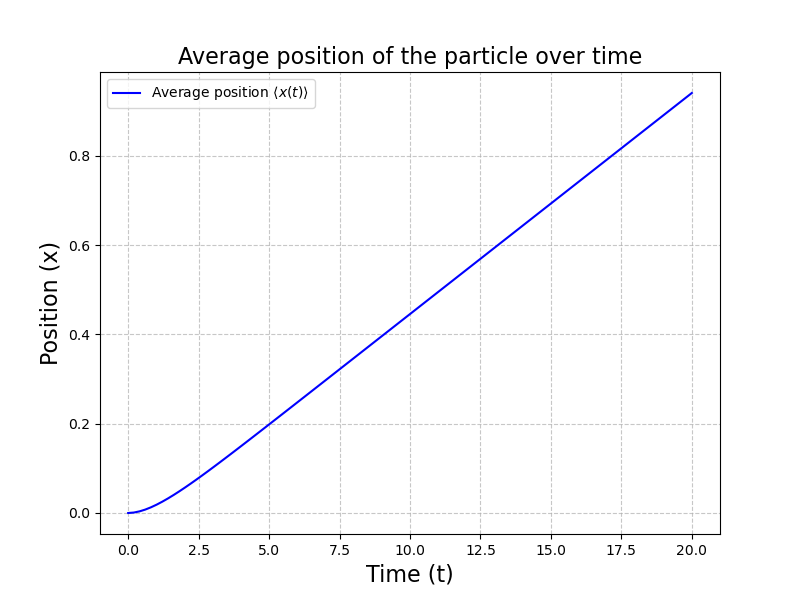 Average position of the particle over time
Average position ⟨x(t)⟩
Position (x)
0.8
0.6
0.4
0.2
0.0
0.0 2.5 5.0 7.5 10.0 12.5 15.0 17.5 20.0
Time (t)